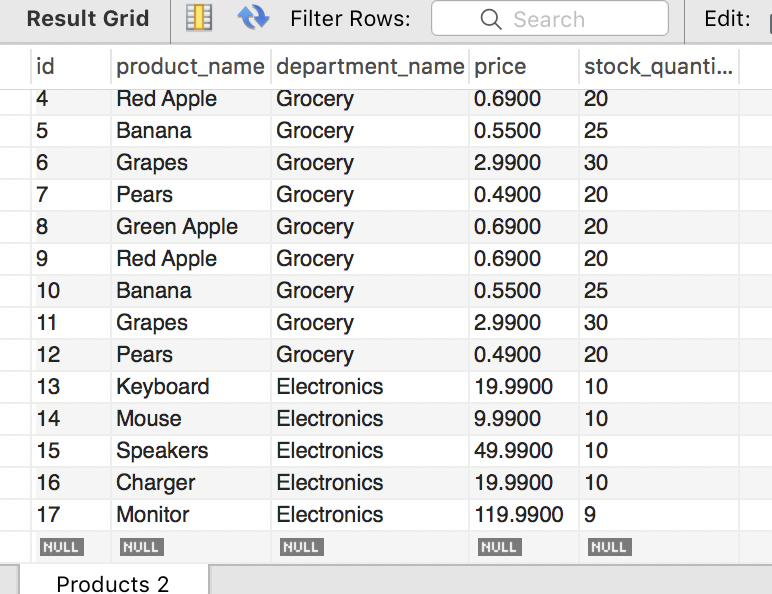 Result Grid Filter Rows: Search Edit:
id product_name department_name price stock_quanti...
4 Red Apple Grocery 0.6900 20
5 Banana Grocery 0.5500 25
6 Grapes Grocery 2.9900 30
7 Pears Grocery 0.4900 20
8 Green Apple Grocery 0.6900 20
9 Red Apple Grocery 0.6900 20
10 Banana Grocery 0.5500 25
11 Grapes Grocery 2.9900 30
12 Pears Grocery 0.4900 20
13 Keyboard Electronics 19.9900 10
14 Mouse Electronics 9.9900 10
15 Speakers Electronics 49.9900 10
16 Charger Electronics 19.9900 10
17 Monitor Electronics 119.9900 9
NULL NULL NULL NULL NULL
Products 2